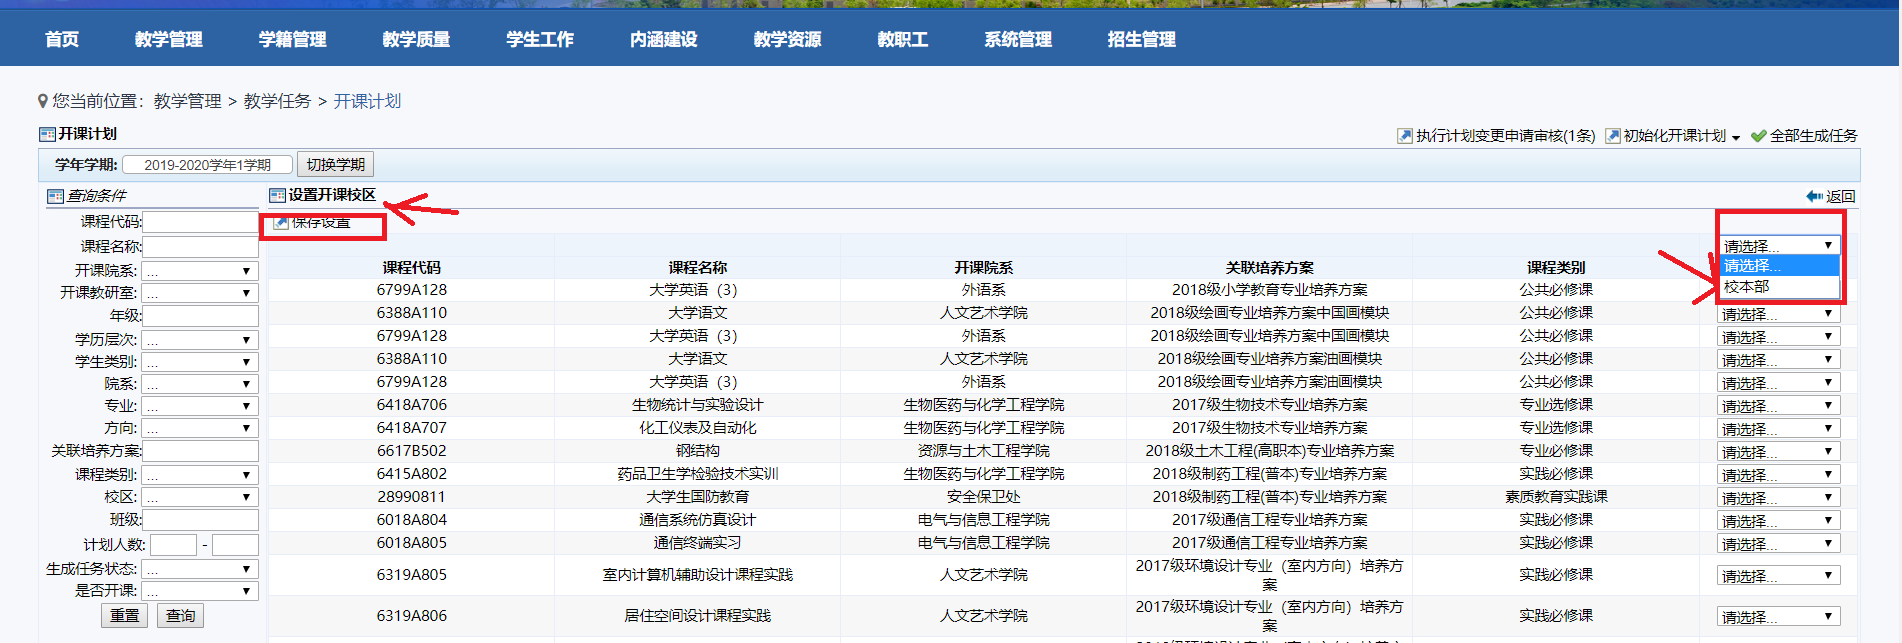 首页 教学管理 学籍管理 教学质量 学生工作 内涵建设 教学资源 教职工 系统管理 招生管理
您当前位置：教学管理 > 教学任务 > 开课计划
开课计划 执行计划变更申请审核(1条) 初始化开课计划 全部生成任务
学年学期: 2019-2020学年1学期 切换学期
查询条件
课程代码:
课程名称:
开课院系: ...
开课教研室: ...
年级:
学历层次: ...
学生类别: ...
院系: ...
专业: ...
方向: ...
关联培养方案:
课程类别: ...
校区: ...
班级:
计划人数: -
生成任务状态: ...
是否开课: ...
重置 查询
设置开课校区 返回
保存设置
请选择...
请选择...
校本部
课程代码 课程名称 开课院系 关联培养方案 课程类别
6799A128 大学英语（3） 外语系 2018级小学教育专业培养方案 公共必修课
6388A110 大学语文 人文艺术学院 2018级绘画专业培养方案中国画模块 公共必修课 请选择...
6799A128 大学英语（3） 外语系 2018级绘画专业培养方案中国画模块 公共必修课 请选择...
6388A110 大学语文 人文艺术学院 2018级绘画专业培养方案油画模块 公共必修课 请选择...
6799A128 大学英语（3） 外语系 2018级绘画专业培养方案油画模块 公共必修课 请选择...
6418A706 生物统计与实验设计 生物医药与化学工程学院 2017级生物技术专业培养方案 专业选修课 请选择...
6418A707 化工仪表及自动化 生物医药与化学工程学院 2017级生物技术专业培养方案 专业选修课 请选择...
6617B502 钢结构 资源与土木工程学院 2018级土木工程(高职本)专业培养方案 专业必修课 请选择...
6415A802 药品卫生学检验技术实训 生物医药与化学工程学院 2018级制药工程(普本)专业培养方案 实践必修课 请选择...
28990811 大学生国防教育 安全保卫处 2018级制药工程(普本)专业培养方案 素质教育实践课 请选择...
6018A804 通信系统仿真设计 电气与信息工程学院 2017级通信工程专业培养方案 实践必修课 请选择...
6018A805 通信终端实习 电气与信息工程学院 2017级通信工程专业培养方案 实践必修课 请选择...
6319A805 室内计算机辅助设计课程实践 人文艺术学院 2017级环境设计专业（室内方向）培养方案 实践必修课 请选择...
6319A806 居住空间设计课程实践 人文艺术学院 2017级环境设计专业（室内方向）培养方案 实践必修课 请选择...